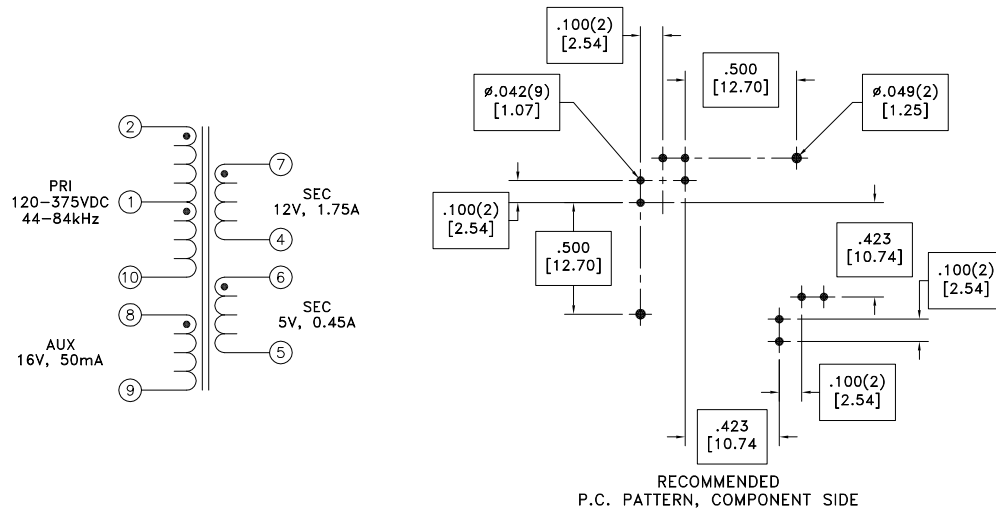 2
1
10
8
9
PRI
120-375VDC
44-84kHz
AUX
16V, 50mA
7
4
6
5
SEC
12V, 1.75A
SEC
5V, 0.45A
.100(2)
[2.54]
ø.042(9)
[1.07]
.500
[12.70]
ø.049(2)
[1.25]
.100(2)
[2.54]
.500
[12.70]
.423
[10.74]
.100(2)
[2.54]
.100(2)
[2.54]
.423
[10.74
RECOMMENDED
P.C. PATTERN, COMPONENT SIDE